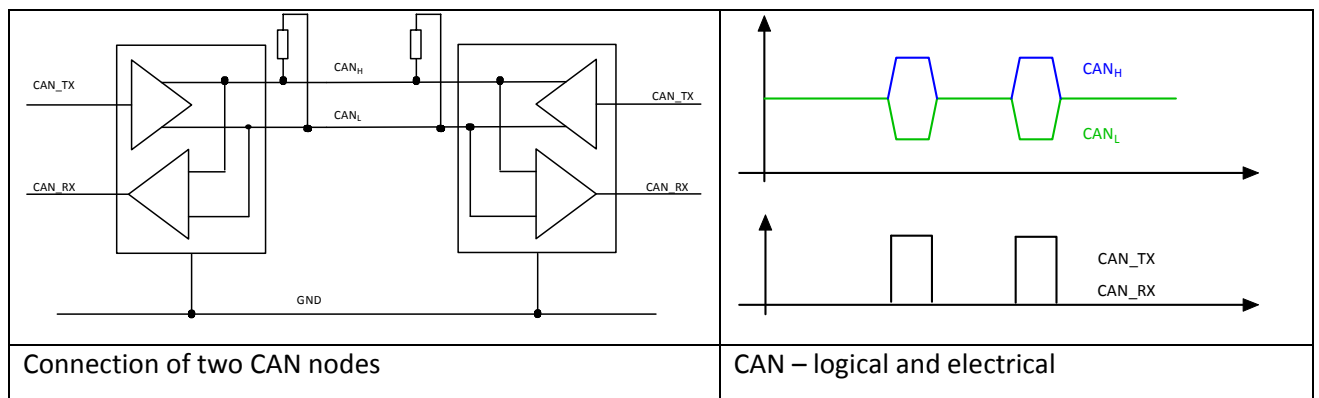 CAN_TX
CANH
CAN_TX
CANL
CAN_RX
CAN_RX
GND
Connection of two CAN nodes
CANH
CANL
CAN_TX
CAN_RX
CAN – logical and electrical